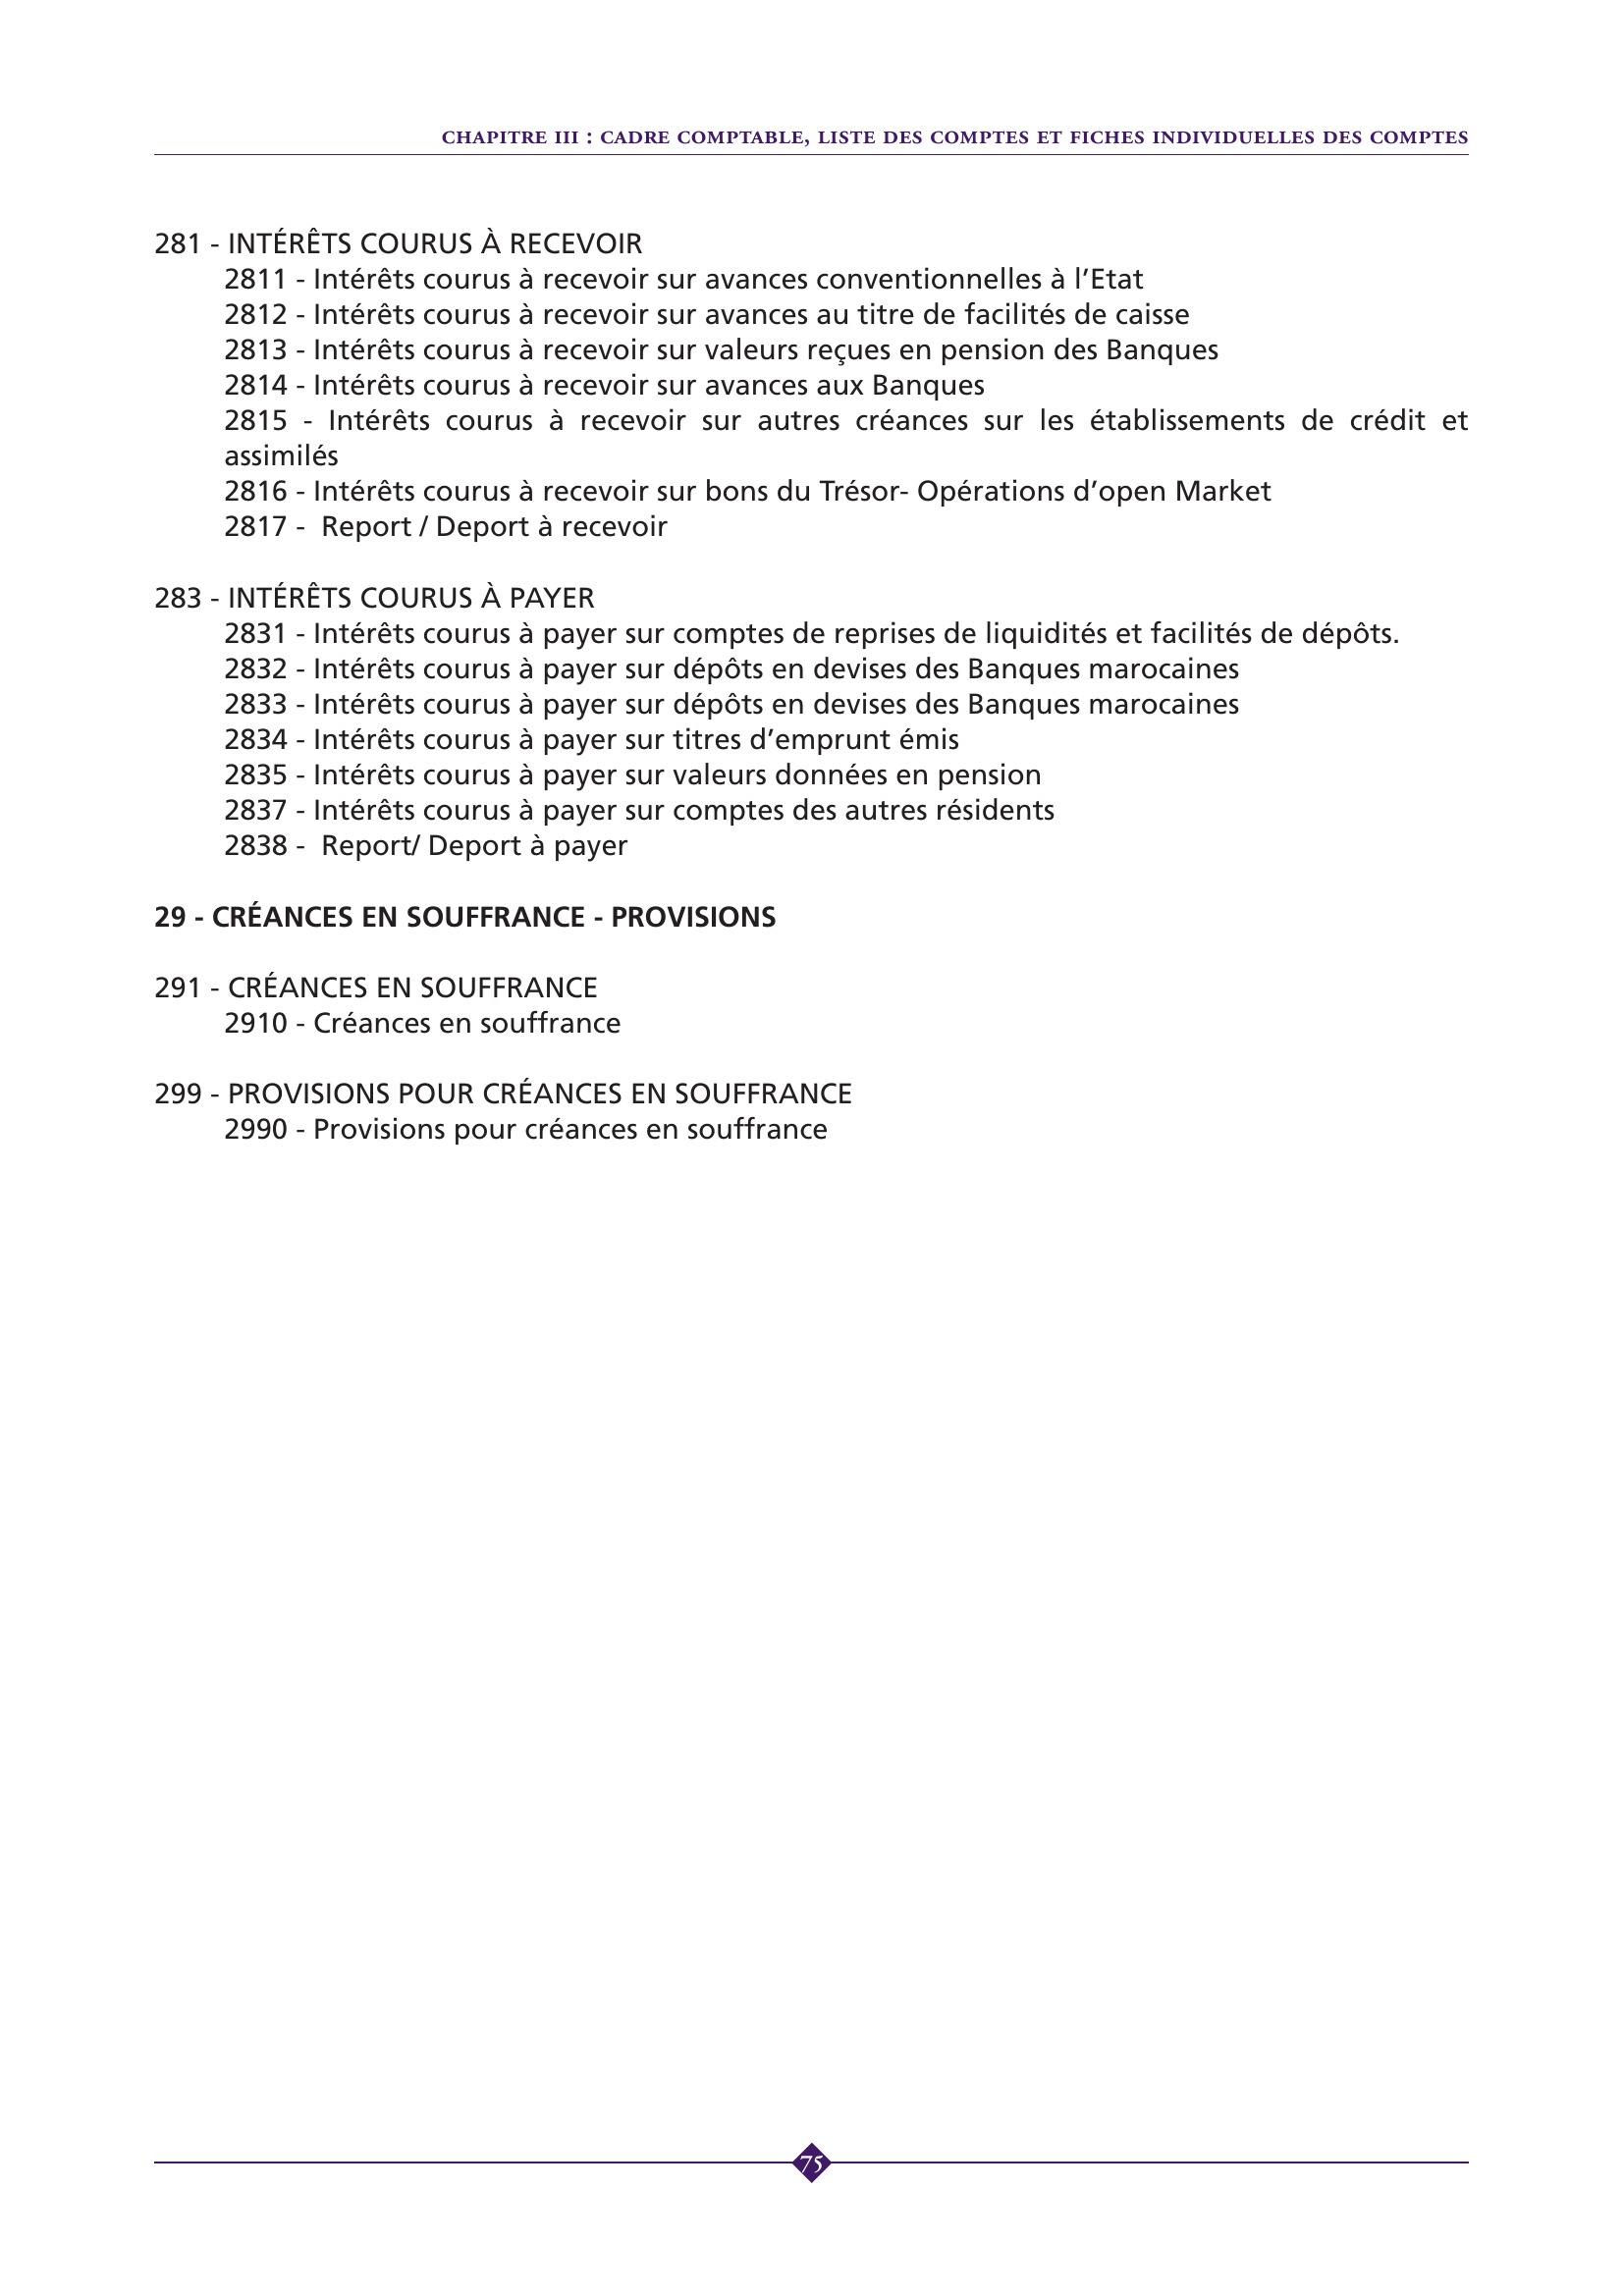 CHAPITRE III : CADRE COMPTABLE, LISTE DES COMPTES ET FICHES INDIVIDUELLES DES COMPTES
281 - INTÉRÊTS COURUS À RECEVOIR
2811 - Intérêts courus à recevoir sur avances conventionnelles à l’Etat
2812 - Intérêts courus à recevoir sur avances au titre de facilités de caisse
2813 - Intérêts courus à recevoir sur valeurs reçues en pension des Banques
2814 - Intérêts courus à recevoir sur avances aux Banques
2815 - Intérêts courus à recevoir sur autres créances sur les établissements de crédit et
assimilés
2816 - Intérêts courus à recevoir sur bons du Trésor- Opérations d’open Market
2817 -  Report / Deport à recevoir
283 - INTÉRÊTS COURUS À PAYER
2831 - Intérêts courus à payer sur comptes de reprises de liquidités et facilités de dépôts.
2832 - Intérêts courus à payer sur dépôts en devises des Banques marocaines
2833 - Intérêts courus à payer sur dépôts en devises des Banques marocaines
2834 - Intérêts courus à payer sur titres d’emprunt émis
2835 - Intérêts courus à payer sur valeurs données en pension
2837 - Intérêts courus à payer sur comptes des autres résidents
2838 -  Report/ Deport à payer
29 - CRÉANCES EN SOUFFRANCE - PROVISIONS
291 - CRÉANCES EN SOUFFRANCE
2910 - Créances en souffrance
299 - PROVISIONS POUR CRÉANCES EN SOUFFRANCE
2990 - Provisions pour créances en souffrance
75